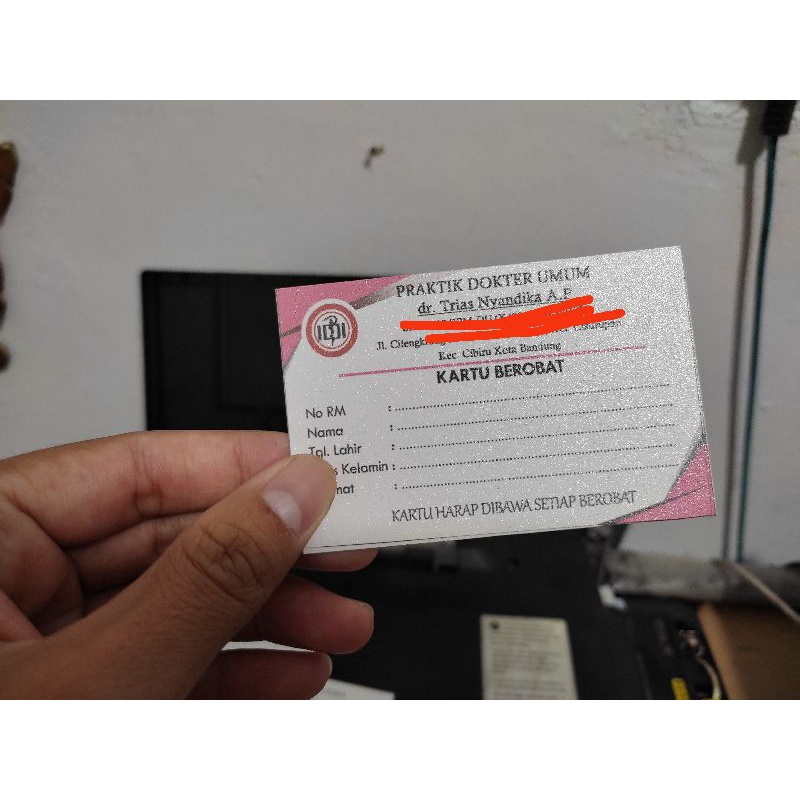 PRAKTIK DOKTER UMUM
dr. Trias Nyandika A.P
Jl.
Kec Cibiru Kota Bandung
KARTU BEROBAT
No RM :
Nama :
Tgl. Lahir :
Kelamin :
:
KARTU HARAP DIBAWA SETIAP BEROBAT
IDI